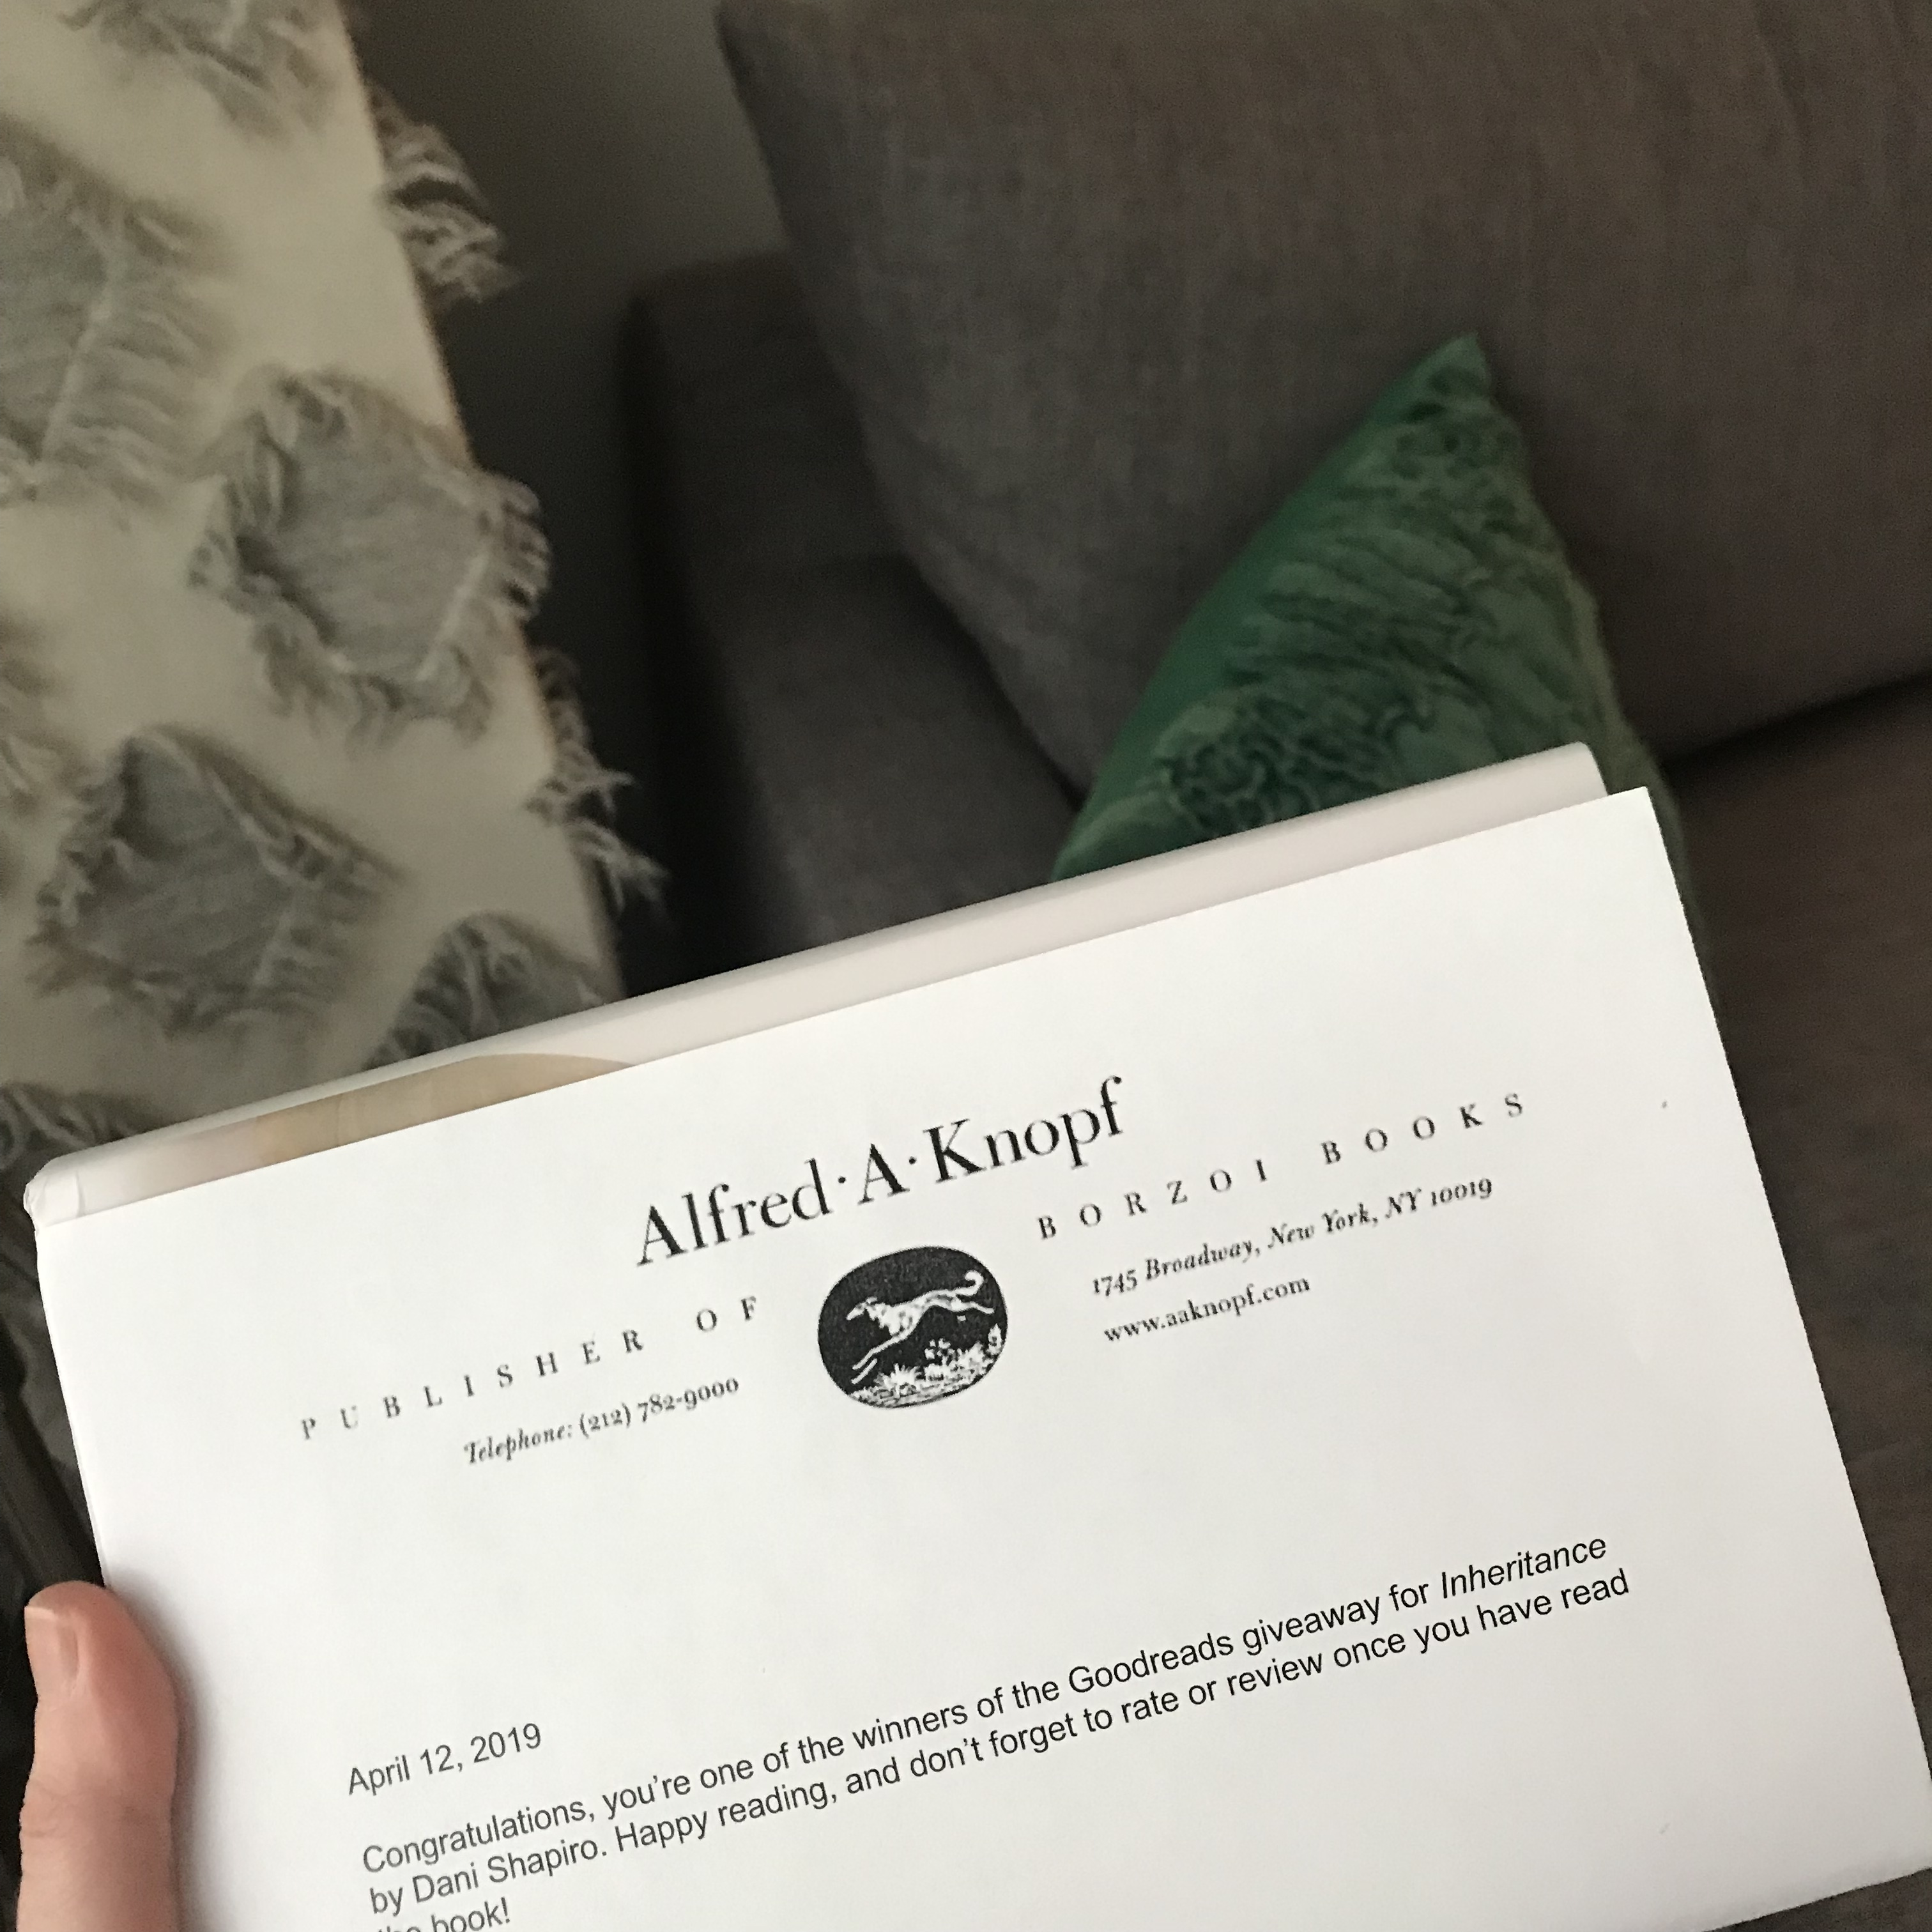 Alfred·A·Knopf
PUBLISHER OF BORZOI BOOKS
Telephone: (212) 782-9000
1745 Broadway, New York, NY 10019
www.aaknopf.com
April 12, 2019
Congratulations, you're one of the winners of the Goodreads giveaway for Inheritance
by Dani Shapiro. Happy reading, and don't forget to rate or review once you have read
the book!